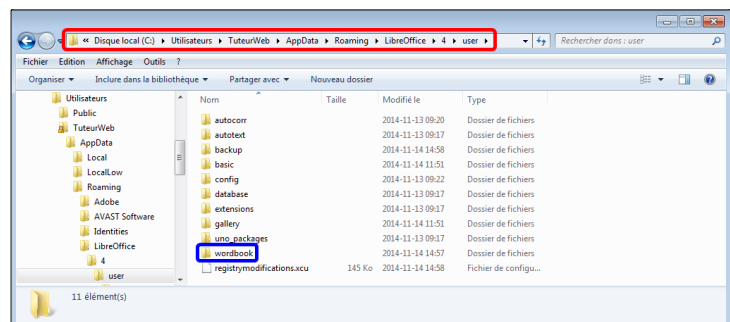 « Disque local (C:) ▸ Utilisateurs ▸ TuteurWeb ▸ AppData ▸ Roaming ▸ LibreOffice ▸ 4 ▸ user ▸ Rechercher dans : user
Fichier Edition Affichage Outils ?
Organiser Inclure dans la bibliothèque Partager avec Nouveau dossier
Utilisateurs
Public
TuteurWeb
AppData
Local
LocalLow
Roaming
Adobe
AVAST Software
Identities
LibreOffice
4
user
Nom Taille Modifié le Type
autocorr 2014-11-13 09:20 Dossier de fichiers
autotext 2014-11-13 09:17 Dossier de fichiers
backup 2014-11-14 14:58 Dossier de fichiers
basic 2014-11-14 11:51 Dossier de fichiers
config 2014-11-13 09:22 Dossier de fichiers
database 2014-11-13 09:17 Dossier de fichiers
extensions 2014-11-13 09:17 Dossier de fichiers
gallery 2014-11-14 11:51 Dossier de fichiers
uno_packages 2014-11-13 09:17 Dossier de fichiers
wordbook 2014-11-14 14:57 Dossier de fichiers
registrymodifications.xcu 145 Ko 2014-11-14 14:58 Fichier de configu...
11 élément(s)